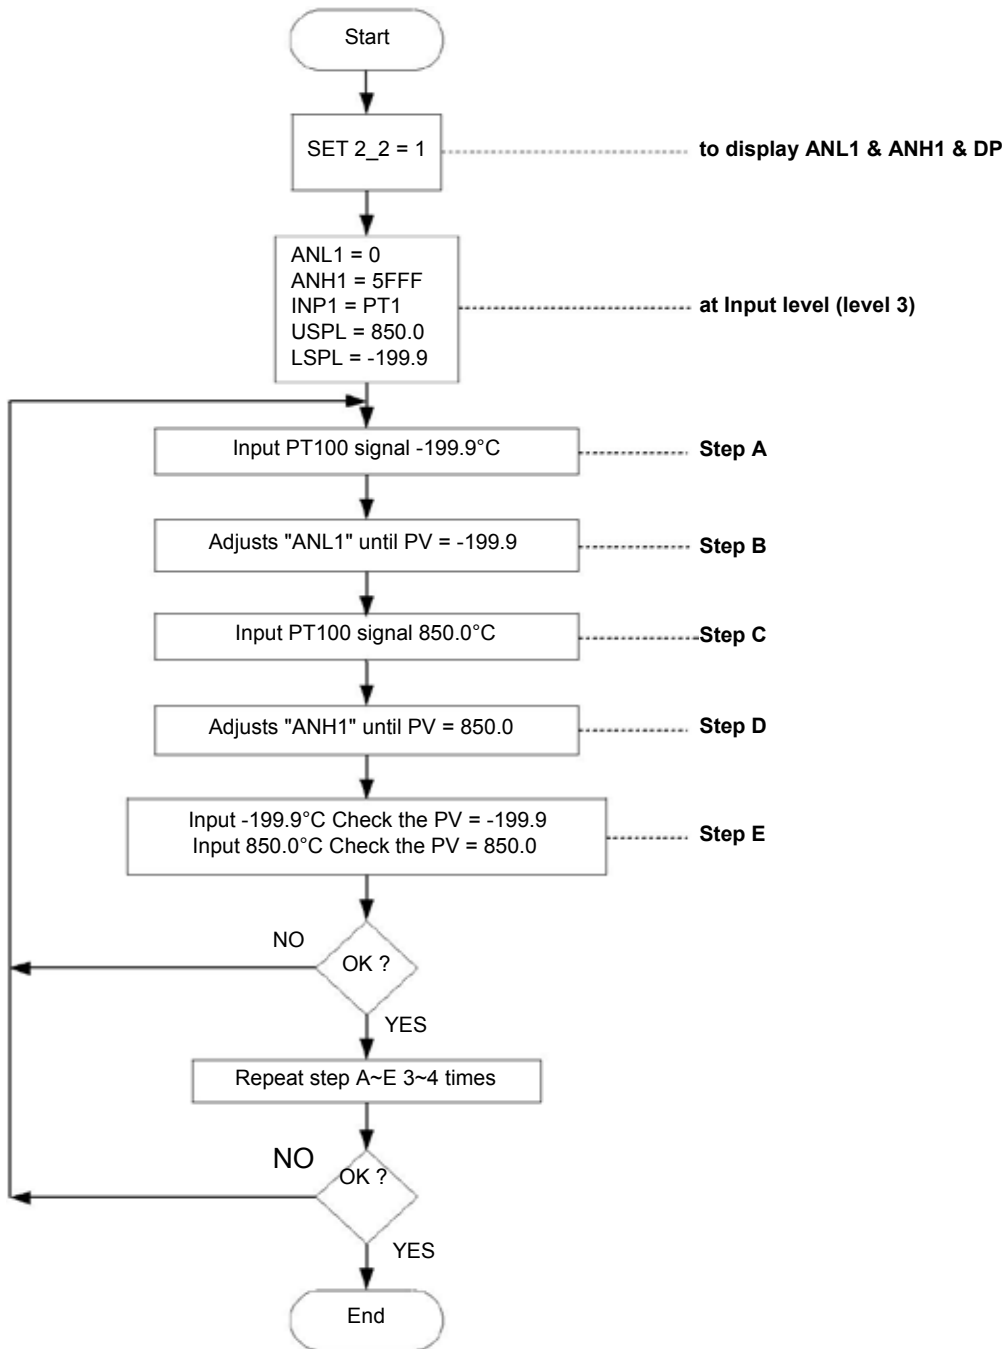 Start
SET 2_2 = 1
to display ANL1 & ANH1 & DP
ANL1 = 0
ANH1 = 5FFF
INP1 = PT1
USPL = 850.0
LSPL = -199.9
at Input level (level 3)
Input PT100 signal -199.9°C
Step A
Adjusts "ANL1" until PV = -199.9
Step B
Input PT100 signal 850.0°C
Step C
Adjusts "ANH1" until PV = 850.0
Step D
Input -199.9°C Check the PV = -199.9
Input 850.0°C Check the PV = 850.0
Step E
NO
OK ?
YES
Repeat step A~E 3~4 times
NO
OK ?
YES
End